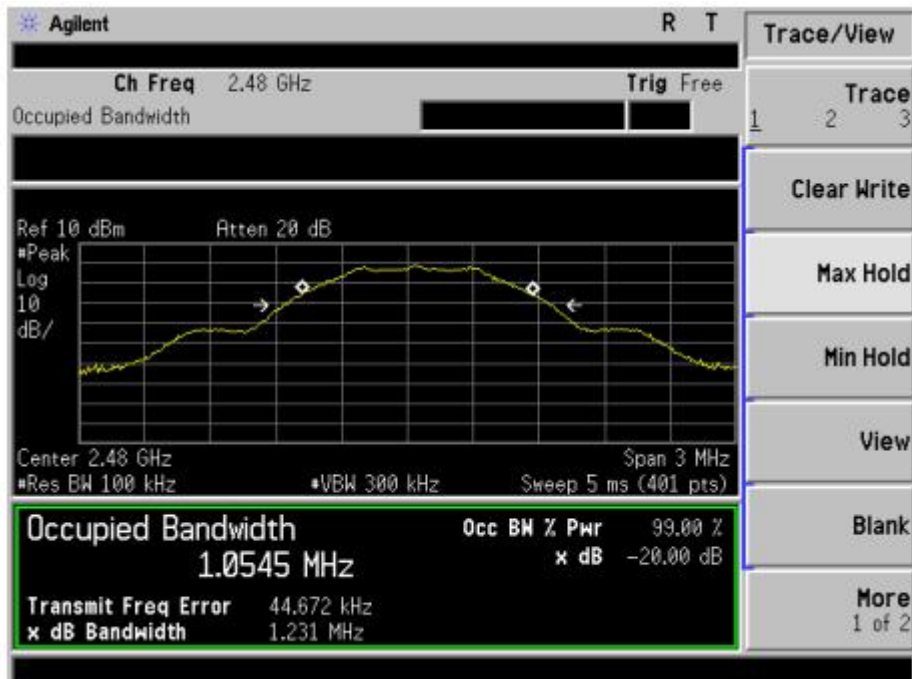 Agilent
R T
Trace/View
Ch Freq 2.48 GHz
Trig Free
Occupied Bandwidth
Trace
1 2 3
Clear Write
Max Hold
Min Hold
View
Blank
More
1 of 2
Ref 10 dBm
Atten 20 dB
#Peak
Log
10
dB/
Center 2.48 GHz
Span 3 MHz
#Res BW 100 kHz
#VBW 300 kHz
Sweep 5 ms (401 pts)
Occupied Bandwidth
1.0545 MHz
Occ BW % Pwr 99.00 %
x dB -20.00 dB
Transmit Freq Error 44.672 kHz
x dB Bandwidth 1.231 MHz